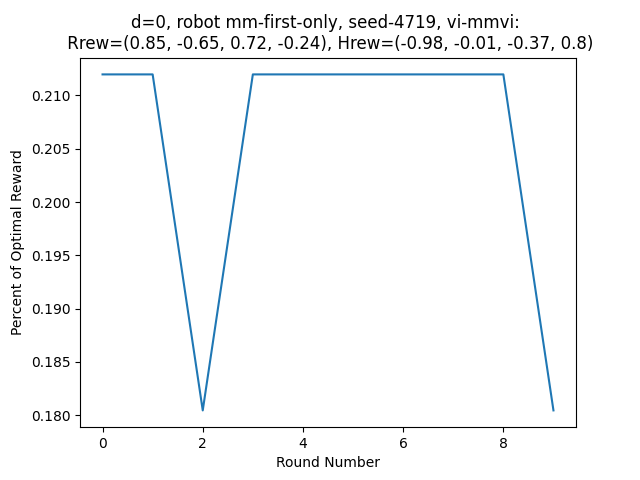 d=0, robot mm-first-only, seed-4719, vi-mmvi:
Rrew=(0.85, -0.65, 0.72, -0.24), Hrew=(-0.98, -0.01, -0.37, 0.8)
Percent of Optimal Reward
0.210
0.205
0.200
0.195
0.190
0.185
0.180
0 2 4 6 8
Round Number